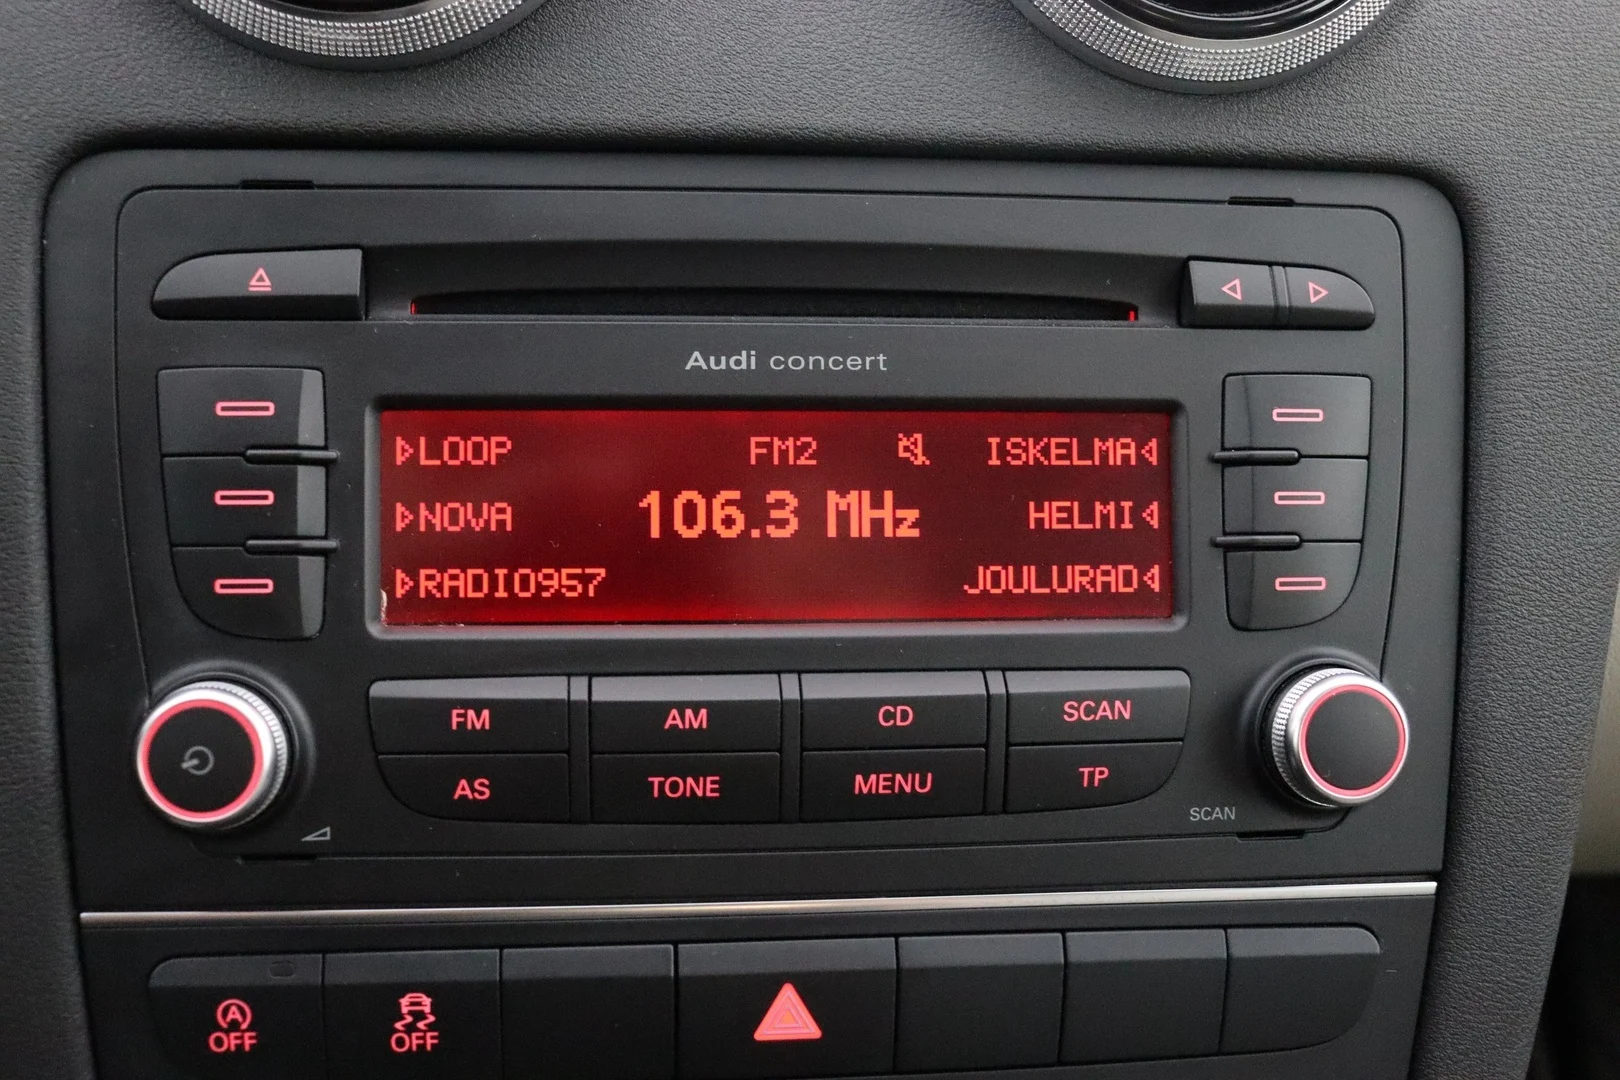 Audi concert
LOOP FM2 ISKELMA
NOVA 106.3 MHz HELMI
RADIO957 JOULURAD
FM AM CD SCAN
AS TONE MENU TP
SCAN
A
OFF OFF